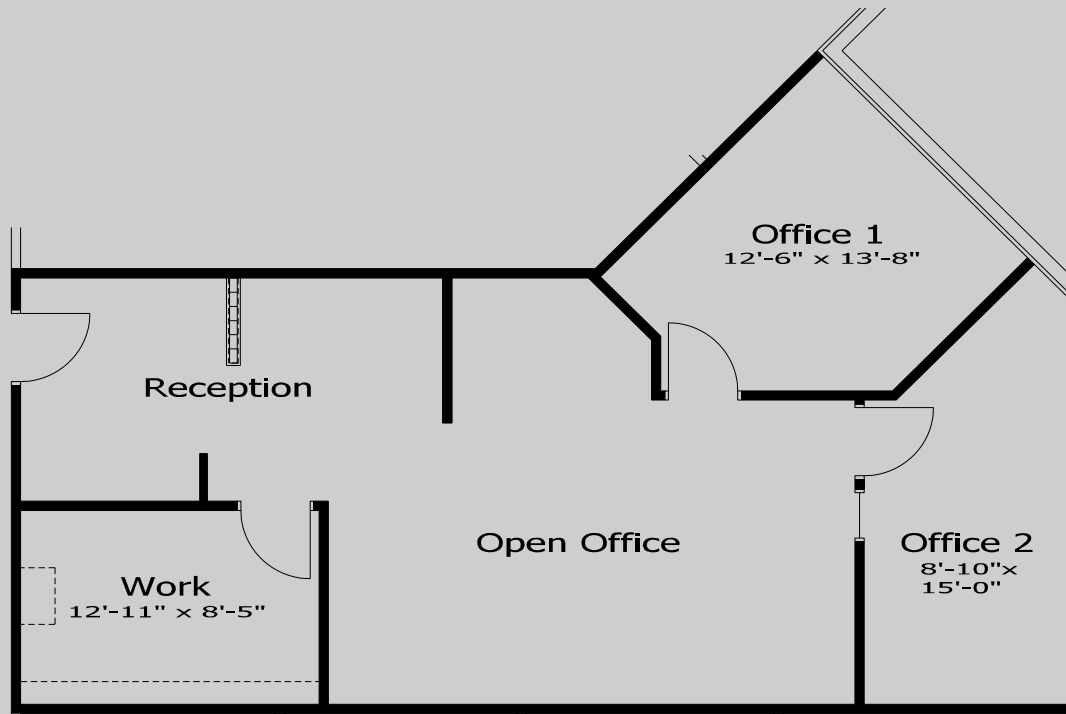 Office 1
12'-6" x 13'-8"
Reception
Open Office
Office 2
8'-10"x
15'-0"
Work
12'-11" x 8'-5"